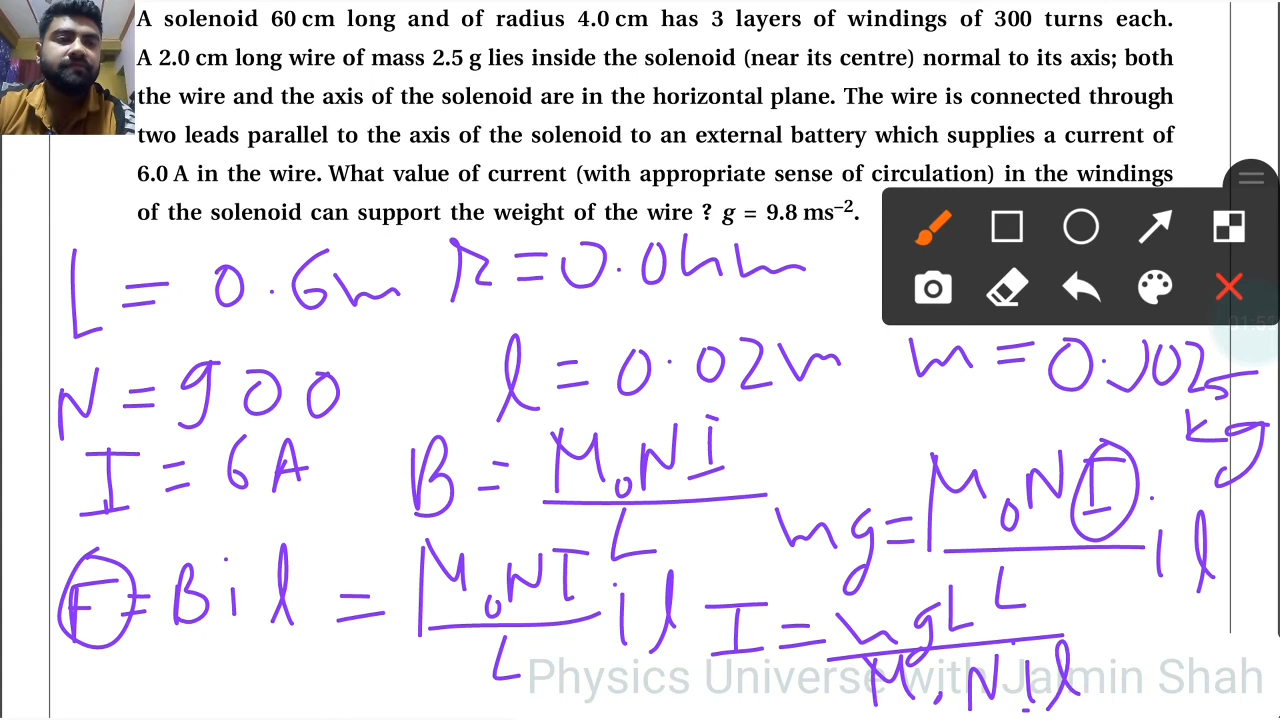 A solenoid 60 cm long and of radius 4.0 cm has 3 layers of windings of 300 turns each.
A 2.0 cm long wire of mass 2.5 g lies inside the solenoid (near its centre) normal to its axis; both
the wire and the axis of the solenoid are in the horizontal plane. The wire is connected through
two leads parallel to the axis of the solenoid to an external battery which supplies a current of
6.0 A in the wire. What value of current (with appropriate sense of circulation) in the windings
of the solenoid can support the weight of the wire ? g = 9.8 ms⁻².
L = 0.6m r = 0.04m
N = 900 l = 0.02m m = 0.0025 kg
I = 6A B = μ₀NI/L mg = μ₀NI/L il
F = Bil = μ₀NI/L il I = mgL/μ₀Nil
Physics Universe with Jaimin Shah